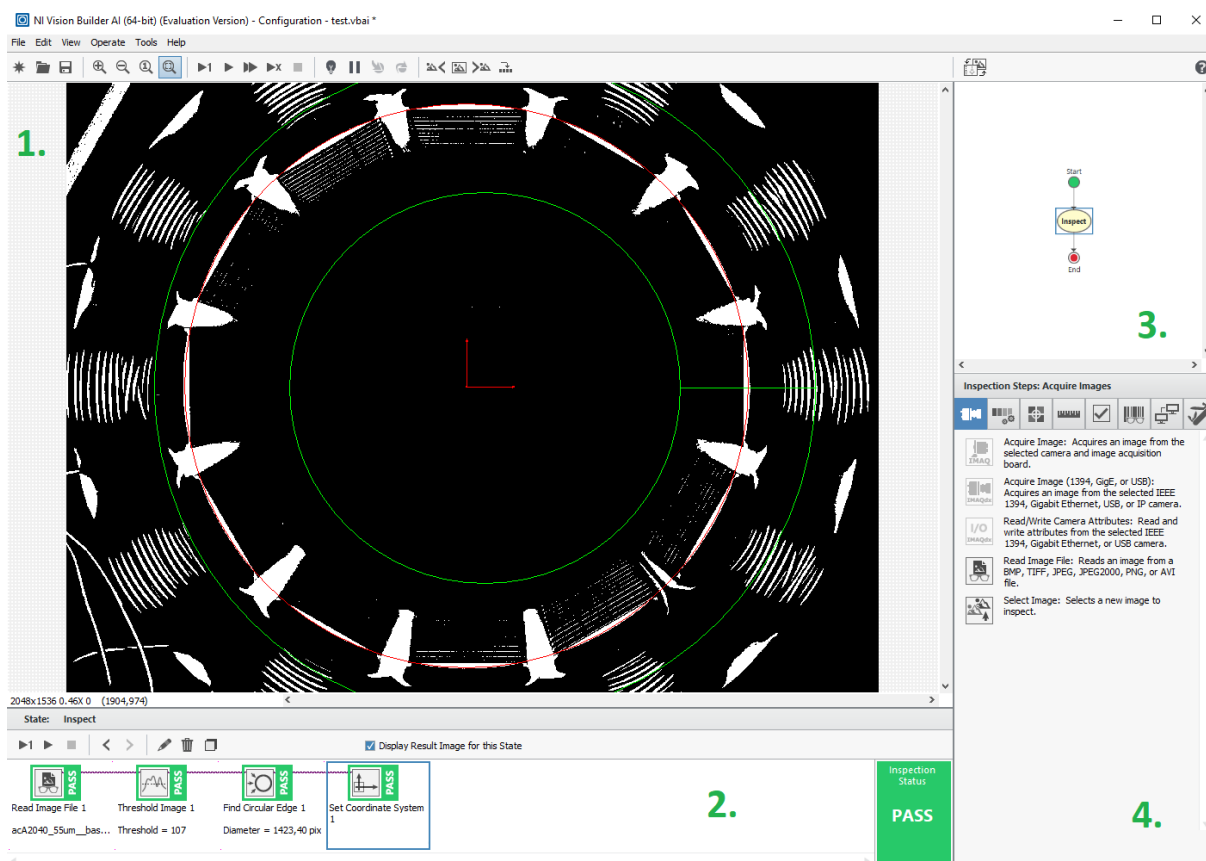 NI Vision Builder AI (64-bit) (Evaluation Version) - Configuration - test.vbai *
File Edit View Operate Tools Help
1.
Start
Inspect
End
3.
Inspection Steps: Acquire Images
Acquire Image: Acquires an image from the
selected camera and image acquisition
board.
Acquire Image (1394, GigE, or USB):
Acquires an image from the selected IEEE
1394, Gigabit Ethernet, USB, or IP camera.
Read/Write Camera Attributes: Read and
write attributes from the selected IEEE
1394, Gigabit Ethernet, or USB camera.
Read Image File: Reads an image from a
BMP, TIFF, JPEG, JPEG2000, PNG, or AVI
file.
Select Image: Selects a new image to
inspect.
IMAQ
IMAQdx
I/O
IMAQdx
4.
2048x1536 0.46X 0 (1904,974)
State: Inspect
Display Result Image for this State
PASS
PASS
PASS
PASS
Read Image File 1
Threshold Image 1
Find Circular Edge 1
Set Coordinate System
1
acA2040_55um__bas...
Threshold = 107
Diameter = 1423,40 pix
2.
Inspection
Status
PASS